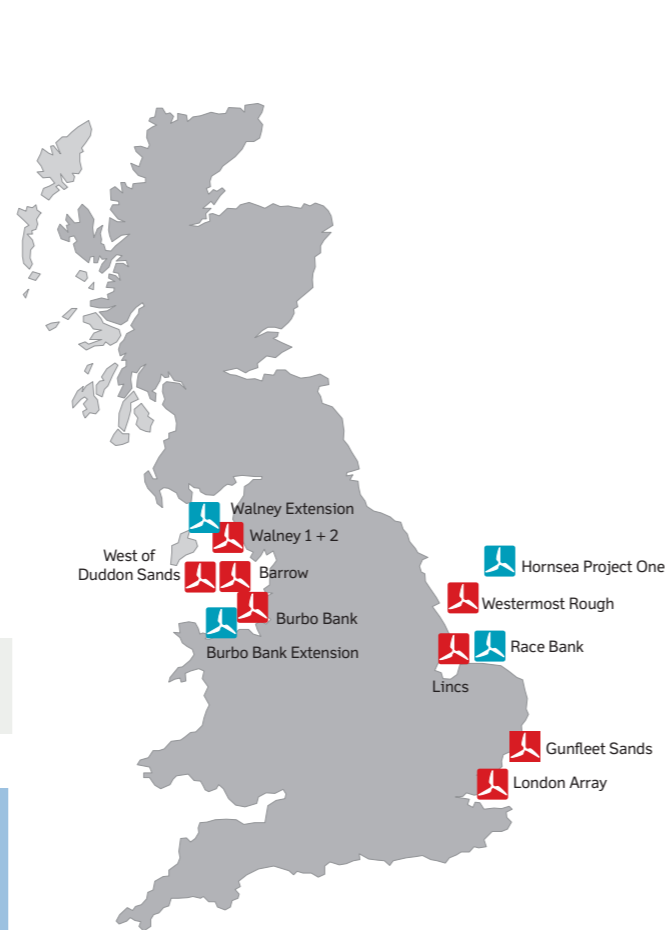 Walney Extension
Walney 1 + 2
West of
Duddon Sands
Barrow
Burbo Bank
Burbo Bank Extension
Hornsea Project One
Westermost Rough
Race Bank
Lincs
Gunfleet Sands
London Array